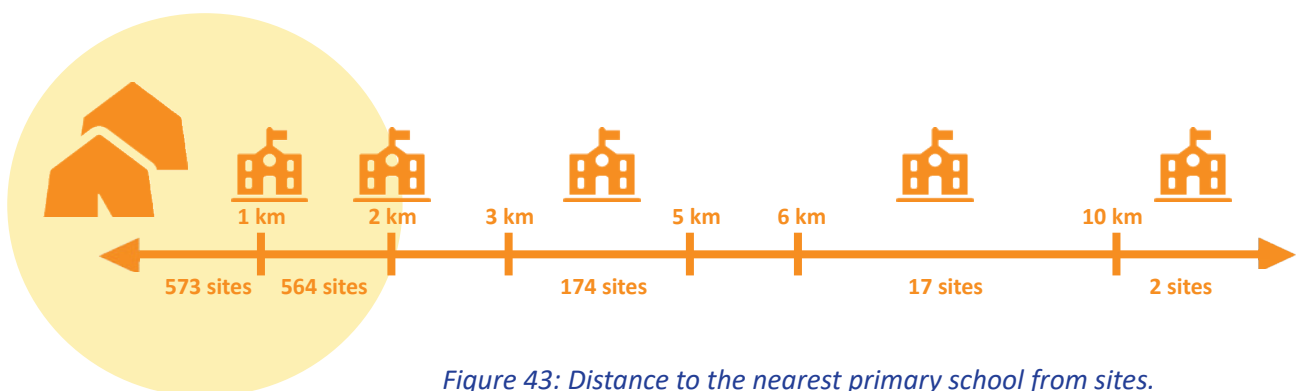 1 km 2 km 3 km 5 km 6 km 10 km
573 sites 564 sites 174 sites 17 sites 2 sites
Figure 43: Distance to the nearest primary school from sites.